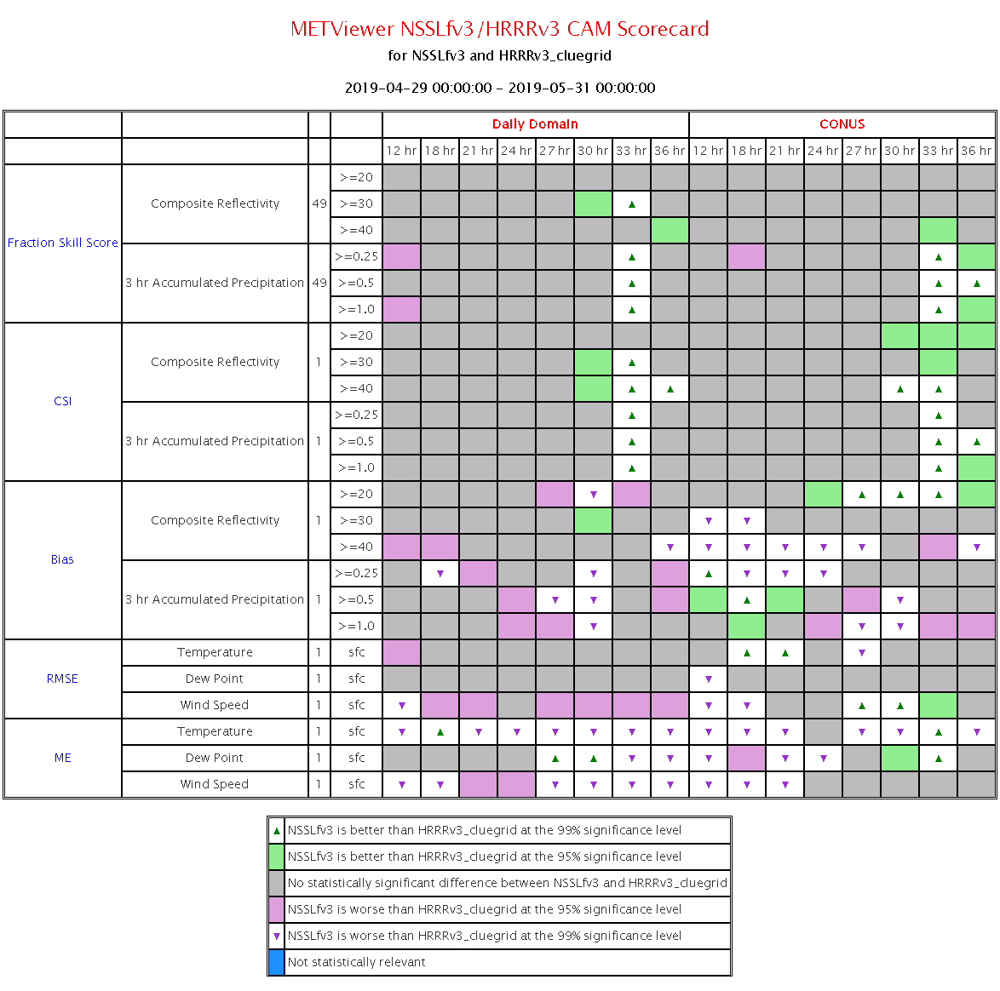 METViewer NSSLfv3/HRRRv3 CAM Scorecard
for NSSLfv3 and HRRRv3_cluegrid
2019-04-29 00:00:00 - 2019-05-31 00:00:00
Daily Domain CONUS
12 hr 18 hr 21 hr 24 hr 27 hr 30 hr 33 hr 36 hr 12 hr 18 hr 21 hr 24 hr 27 hr 30 hr 33 hr 36 hr
Fraction Skill Score
Composite Reflectivity 49
>=20
>=30
>=40
3 hr Accumulated Precipitation 49
>=0.25
>=0.5
>=1.0
CSI
Composite Reflectivity 1
>=20
>=30
>=40
3 hr Accumulated Precipitation 1
>=0.25
>=0.5
>=1.0
Bias
Composite Reflectivity 1
>=20
>=30
>=40
3 hr Accumulated Precipitation 1
>=0.25
>=0.5
>=1.0
RMSE
Temperature 1 sfc
Dew Point 1 sfc
Wind Speed 1 sfc
ME
Temperature 1 sfc
Dew Point 1 sfc
Wind Speed 1 sfc
NSSLfv3 is better than HRRRv3_cluegrid at the 99% significance level
NSSLfv3 is better than HRRRv3_cluegrid at the 95% significance level
No statistically significant difference between NSSLfv3 and HRRRv3_cluegrid
NSSLfv3 is worse than HRRRv3_cluegrid at the 95% significance level
NSSLfv3 is worse than HRRRv3_cluegrid at the 99% significance level
Not statistically relevant